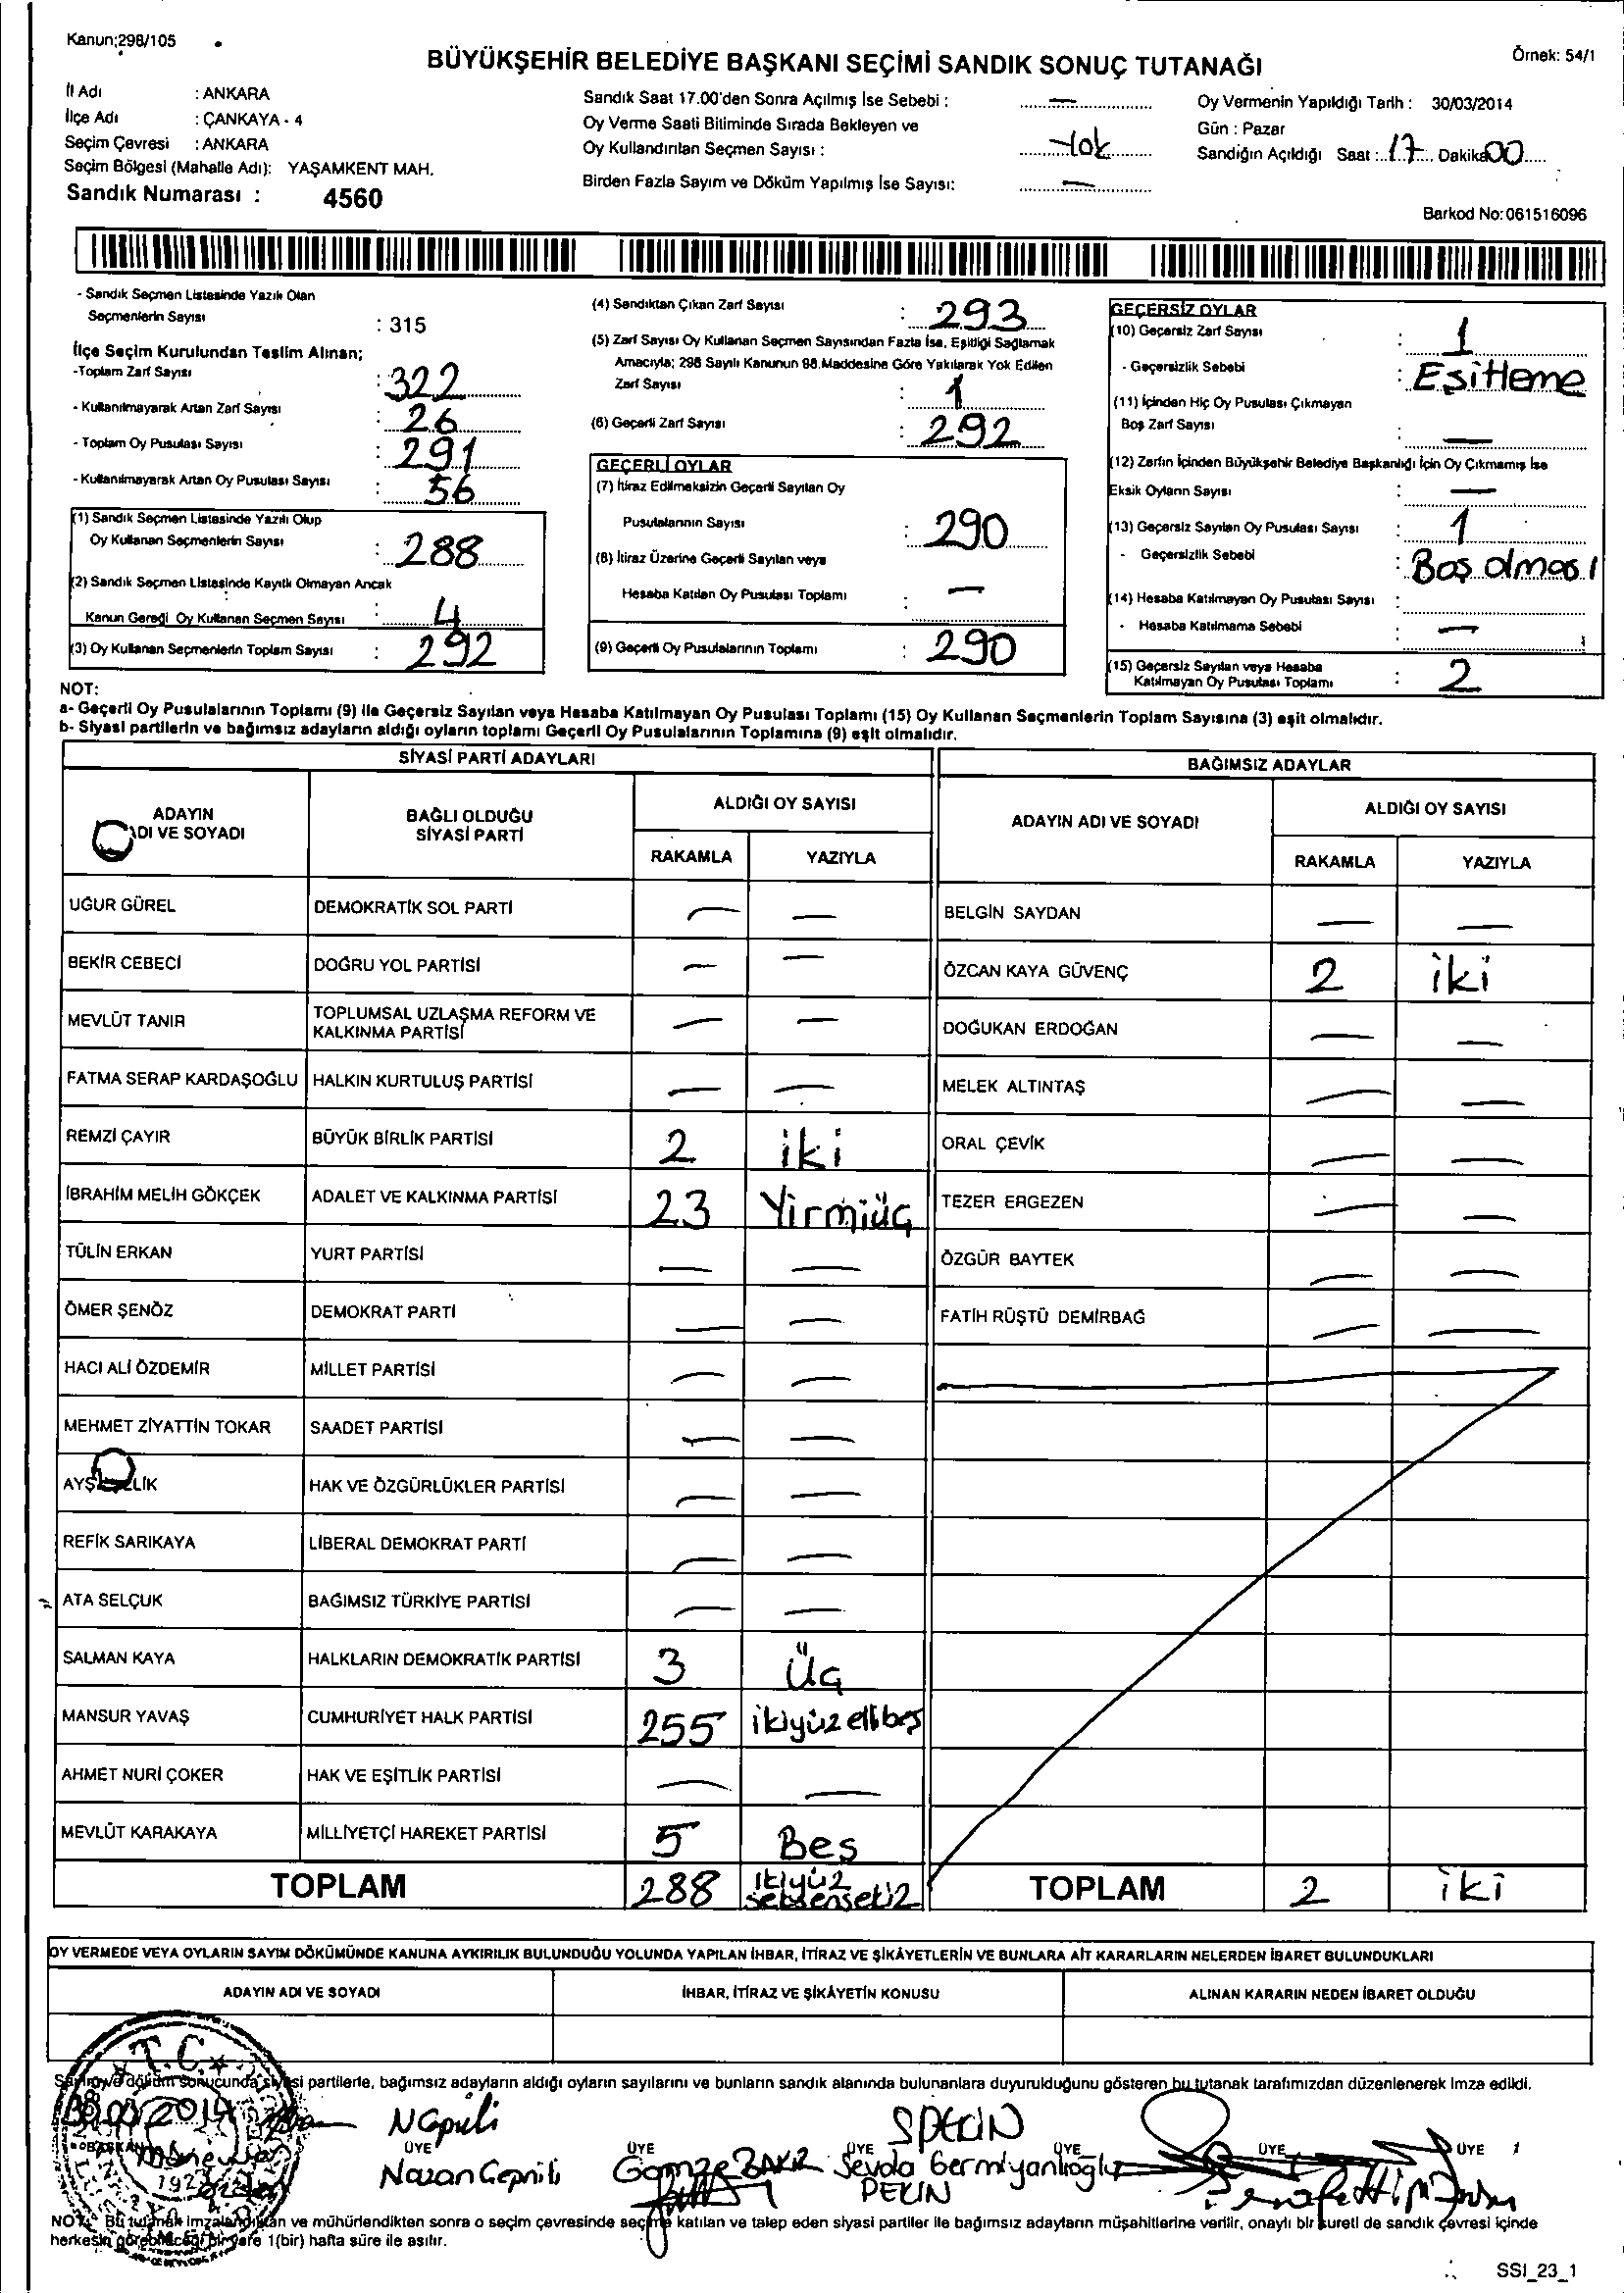 Kanun;298/105
BÜYÜKŞEHİR BELEDİYE BAŞKANI SEÇİMİ SANDIK SONUÇ TUTANAĞI
Örnek: 54/1
İl Adı : ANKARA
İlçe Adı : ÇANKAYA - 4
Seçim Çevresi : ANKARA
Seçim Bölgesi (Mahalle Adı): YAŞAMKENT MAH.
Sandık Numarası : 4560
Sandık Saat 17.00'den Sonra Açılmış İse Sebebi : —
Oy Verme Saati Bitiminde Sırada Bekleyen ve
Oy Kullandırılan Seçmen Sayısı : Yok
Birden Fazla Sayım ve Döküm Yapılmış İse Sayısı: —
Oy Vermenin Yapıldığı Tarih : 30/03/2014
Gün : Pazar
Sandığın Açıldığı Saat : 17 Dakika 00
Barkod No: 061516096
- Sandık Seçmen Listesinde Yazılı Olan
Seçmenlerin Sayısı : 315
İlçe Seçim Kurulundan Teslim Alınan;
-Toplam Zarf Sayısı : 322
- Kullanılmayarak Artan Zarf Sayısı : 26
- Toplam Oy Pusulası Sayısı : 291
- Kullanılmayarak Artan Oy Pusulası Sayısı : 56
(1) Sandık Seçmen Listesinde Yazılı Olup
Oy Kullanan Seçmenlerin Sayısı : 288
(2) Sandık Seçmen Listesinde Kayıtlı Olmayan Ancak
Kanun Gereği Oy Kullanan Seçmen Sayısı : 4
(3) Oy Kullanan Seçmenlerin Toplam Sayısı : 292
(4) Sandıktan Çıkan Zarf Sayısı : 293
(5) Zarf Sayısı Oy Kullanan Seçmen Sayısından Fazla İse, Eşitliği Sağlamak
Amacıyla; 298 Sayılı Kanunun 98.Maddesine Göre Yakılarak Yok Edilen
Zarf Sayısı : 1
(6) Geçerli Zarf Sayısı : 292
GEÇERLİ OYLAR
(7) İtiraz Edilmeksizin Geçerli Sayılan Oy
Pusulalarının Sayısı : 290
(8) İtiraz Üzerine Geçerli Sayılan veya
Hesaba Katılan Oy Pusulası Toplamı : —
(9) Geçerli Oy Pusulalarının Toplamı : 290
GEÇERSİZ OYLAR
(10) Geçersiz Zarf Sayısı : 1
- Geçersizlik Sebebi : Eşitleme
(11) İçinden Hiç Oy Pusulası Çıkmayan
Boş Zarf Sayısı : —
(12) Zarfın İçinden Büyükşehir Belediye Başkanlığı İçin Oy Çıkmamış İse
Eksik Oyların Sayısı : —
(13) Geçersiz Sayılan Oy Pusulası Sayısı : 1
- Geçersizlik Sebebi : Boş olması
(14) Hesaba Katılmayan Oy Pusulası Sayısı :
- Hesaba Katılmama Sebebi : —
(15) Geçersiz Sayılan veya Hesaba
Katılmayan Oy Pusulası Toplamı : 2
NOT:
a- Geçerli Oy Pusulalarının Toplamı (9) ile Geçersiz Sayılan veya Hesaba Katılmayan Oy Pusulası Toplamı (15) Oy Kullanan Seçmenlerin Toplam Sayısına (3) eşit olmalıdır.
b- Siyasi partilerin ve bağımsız adayların aldığı oyların toplamı Geçerli Oy Pusulalarının Toplamına (9) eşit olmalıdır.
SİYASİ PARTİ ADAYLARI
BAĞIMSIZ ADAYLAR
ADAYIN
ADI VE SOYADI
BAĞLI OLDUĞU
SİYASİ PARTİ
ALDIĞI OY SAYISI
RAKAMLA YAZIYLA
ADAYIN ADI VE SOYADI
ALDIĞI OY SAYISI
RAKAMLA YAZIYLA
UĞUR GÜREL DEMOKRATİK SOL PARTİ — — BELGİN SAYDAN — —
BEKİR CEBECİ DOĞRU YOL PARTİSİ — — ÖZCAN KAYA GÜVENÇ 2 iki
MEVLÜT TANIR TOPLUMSAL UZLAŞMA REFORM VE
KALKINMA PARTİSİ — — DOĞUKAN ERDOĞAN — —
FATMA SERAP KARDAŞOĞLU HALKIN KURTULUŞ PARTİSİ — — MELEK ALTINTAŞ — —
REMZİ ÇAYIR BÜYÜK BİRLİK PARTİSİ 2 iki ORAL ÇEVİK — —
İBRAHİM MELİH GÖKÇEK ADALET VE KALKINMA PARTİSİ 23 Yirmiüç TEZER ERGEZEN — —
TÜLİN ERKAN YURT PARTİSİ — — ÖZGÜR BAYTEK — —
ÖMER ŞENÖZ DEMOKRAT PARTİ — — FATİH RÜŞTÜ DEMİRBAĞ — —
HACI ALİ ÖZDEMİR MİLLET PARTİSİ — —
MEHMET ZİYATTİN TOKAR SAADET PARTİSİ — —
AYŞ LİK HAK VE ÖZGÜRLÜKLER PARTİSİ — —
REFİK SARIKAYA LİBERAL DEMOKRAT PARTİ — —
ATA SELÇUK BAĞIMSIZ TÜRKİYE PARTİSİ — —
SALMAN KAYA HALKLARIN DEMOKRATİK PARTİSİ 3 Üç
MANSUR YAVAŞ CUMHURİYET HALK PARTİSİ 255 ikiyüz ellibeş
AHMET NURİ ÇOKER HAK VE EŞİTLİK PARTİSİ — —
MEVLÜT KARAKAYA MİLLİYETÇİ HAREKET PARTİSİ 5 Beş
TOPLAM 288 ikiyüz
seksensekiz
TOPLAM 2 iki
OY VERMEDE VEYA OYLARIN SAYIM DÖKÜMÜNDE KANUNA AYKIRILIK BULUNDUĞU YOLUNDA YAPILAN İHBAR, İTİRAZ VE ŞİKÂYETLERİN VE BUNLARA AİT KARARLARIN NELERDEN İBARET BULUNDUKLARI
ADAYIN ADI VE SOYADI İHBAR, İTİRAZ VE ŞİKÂYETİN KONUSU ALINAN KARARIN NEDEN İBARET OLDUĞU
T.C.
Sayım ve döküm sonucunda siyasi partilerle, bağımsız adayların aldığı oyların sayılarını ve bunların sandık alanında bulunanlara duyurulduğunu gösteren bu tutanak tarafımızdan düzenlenerek imza edildi.
30.03.2014 NCepnili SPEKİN
BAŞKAN ÜYE ÜYE ÜYE ÜYE ÜYE ÜYE
Nazan Cepnili Gamze BAKIR Sevda Germiyanlıoğlu
PEKİN
NOT: Bu tutanak imzalandıktan ve mühürlendikten sonra o seçim çevresinde seçime katılan ve talep eden siyasi partiler ile bağımsız adayların müşahitlerine verilir, onaylı bir sureti de sandık çevresi içinde
herkesin görebileceği bir yere 1(bir) hafta süre ile asılır.
SSI_23_1